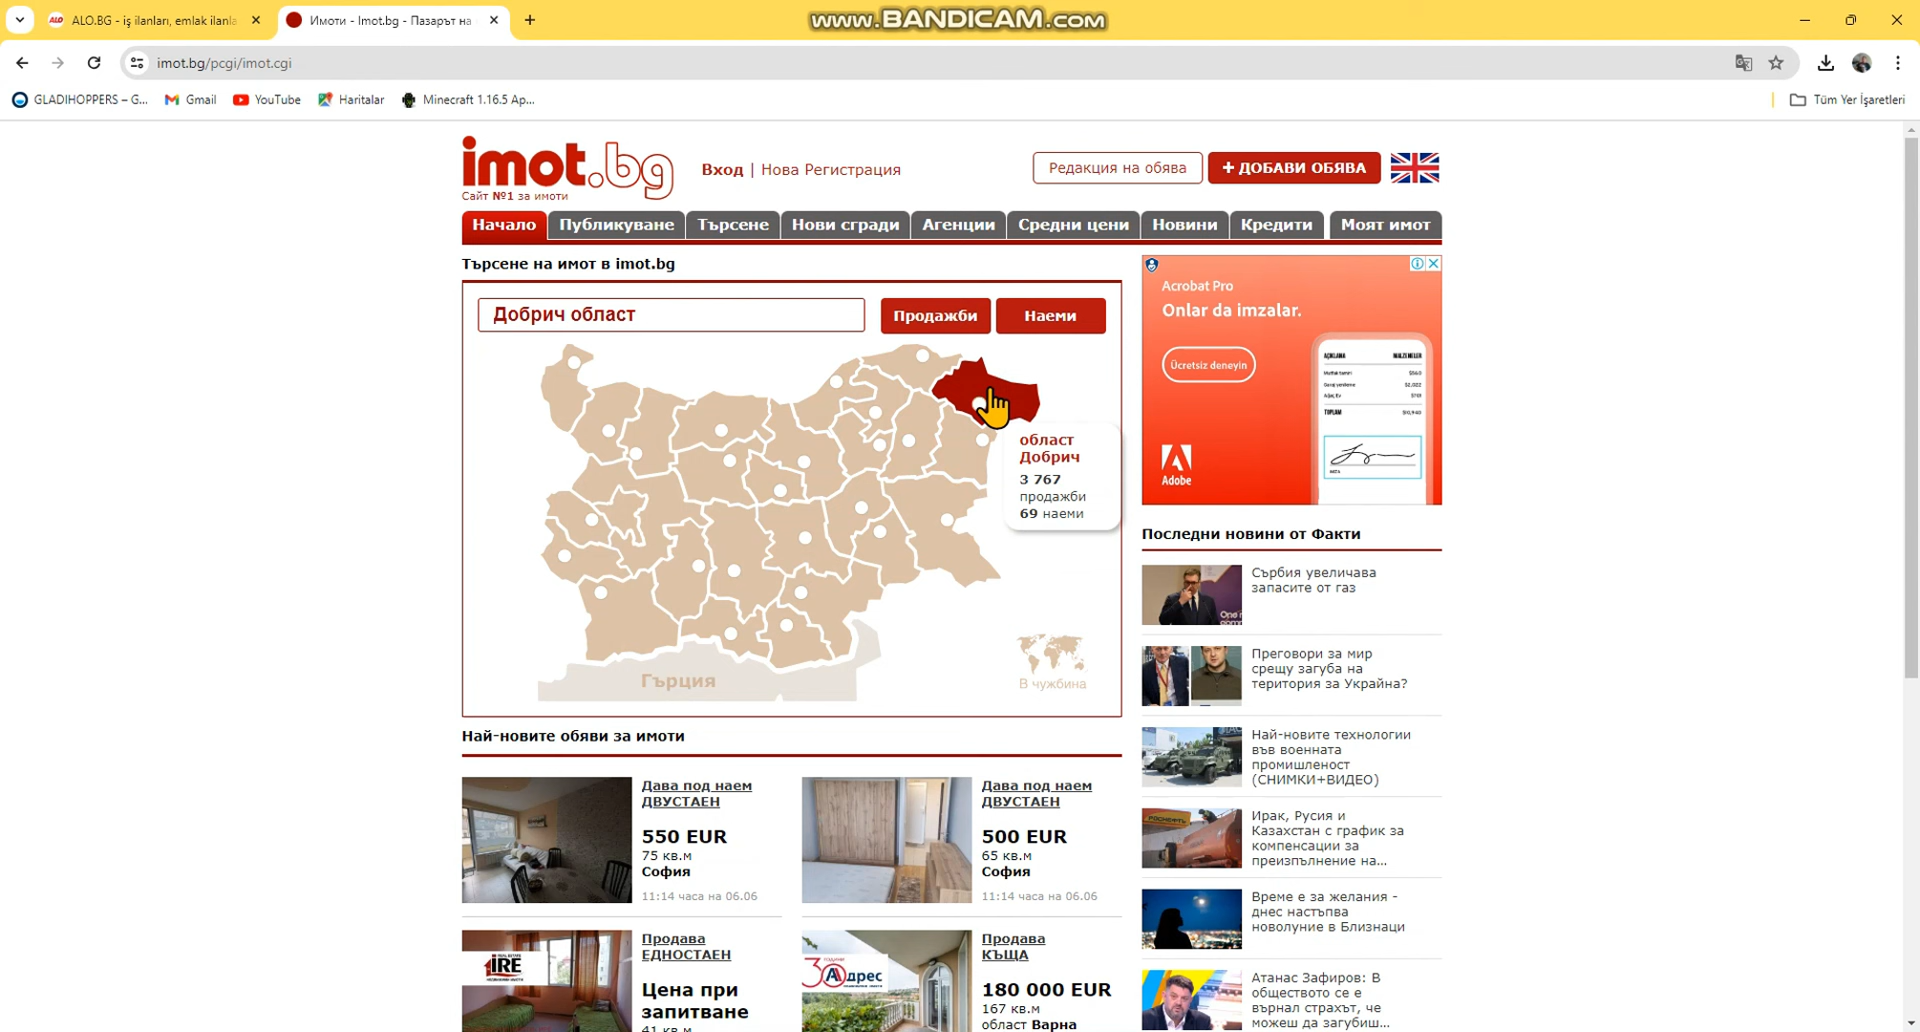 ALO.BG - iş ilanları, emlak ilanla
Имоти - Imot.bg - Пазарът на
www.BANDICAM.com
imot.bg/pcgi/imot.cgi
GLADIHOPPERS – G...
Gmail
YouTube
Haritalar
Minecraft 1.16.5 Ap...
Tüm Yer İşaretleri
imot.bg
Сайт №1 за имоти
Вход | Нова Регистрация
Редакция на обява
+ ДОБАВИ ОБЯВА
Начало
Публикуване
Търсене
Нови сгради
Агенции
Средни цени
Новини
Кредити
Моят имот
Търсене на имот в imot.bg
Добрич област
Продажби
Наеми
област
Добрич
3 767
продажби
69 наеми
Гърция
В чужбина
Acrobat Pro
Onlar da imzalar.
Ücretsiz deneyin
Adobe
Последни новини от Факти
Сърбия увеличава
запасите от газ
Преговори за мир
срещу загуба на
територия за Украйна?
Най-новите технологии
във военната
промишленост
(СНИМКИ+ВИДЕО)
Ирак, Русия и
Казахстан с график за
компенсации за
преизпълнение на...
Време е за желания -
днес настъпва
новолуние в Близнаци
Атанас Зафиров: В
обществото се е
върнал страхът, че
можеш да загубиш...
Най-новите обяви за имоти
Дава под наем
ДВУСТАЕН
550 EUR
75 кв.м
София
11:14 часа на 06.06
Дава под наем
ДВУСТАЕН
500 EUR
65 кв.м
София
11:14 часа на 06.06
IRE
Продава
ЕДНОСТАЕН
Цена при
запитване
41 кв.м
30 Адрес
Продава
КЪЩА
180 000 EUR
167 кв.м
област Варна